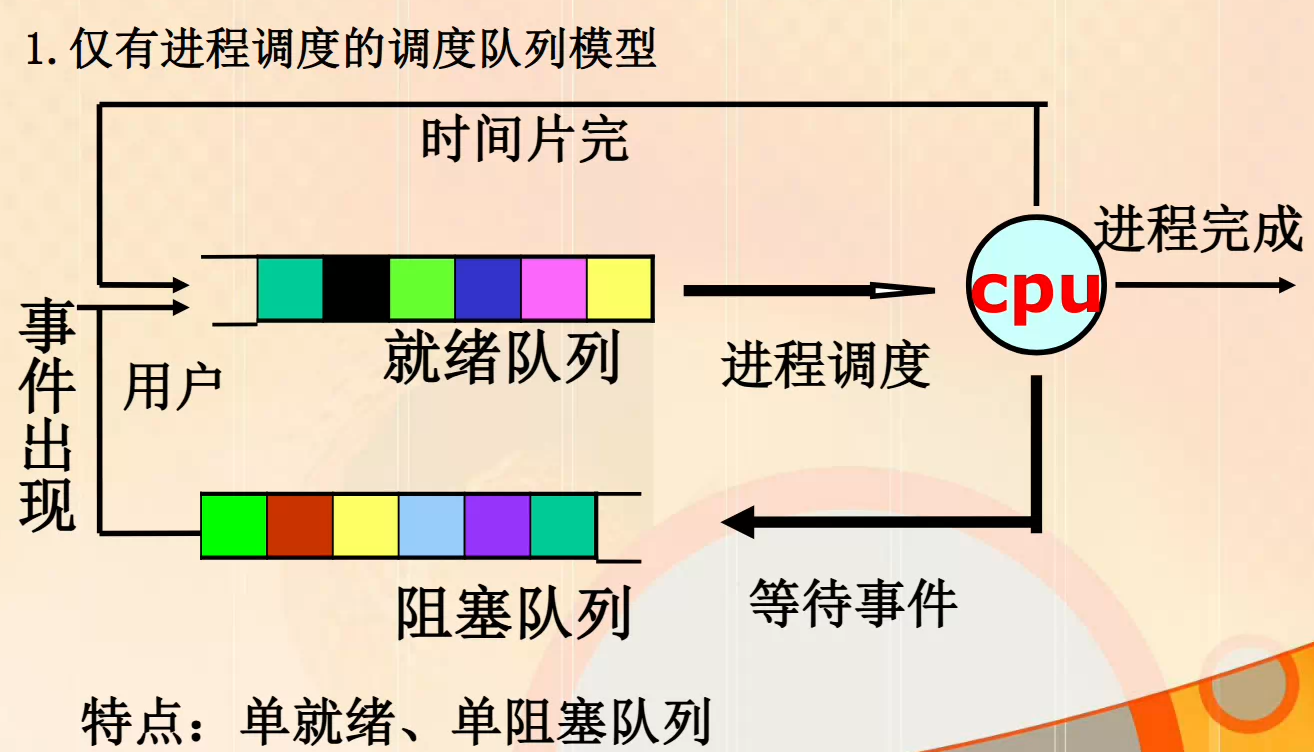 1.仅有进程调度的调度队列模型
时间片完
进程完成
cpu
事件出现
就绪队列
用户
进程调度
阻塞队列
等待事件
特点：单就绪、单阻塞队列